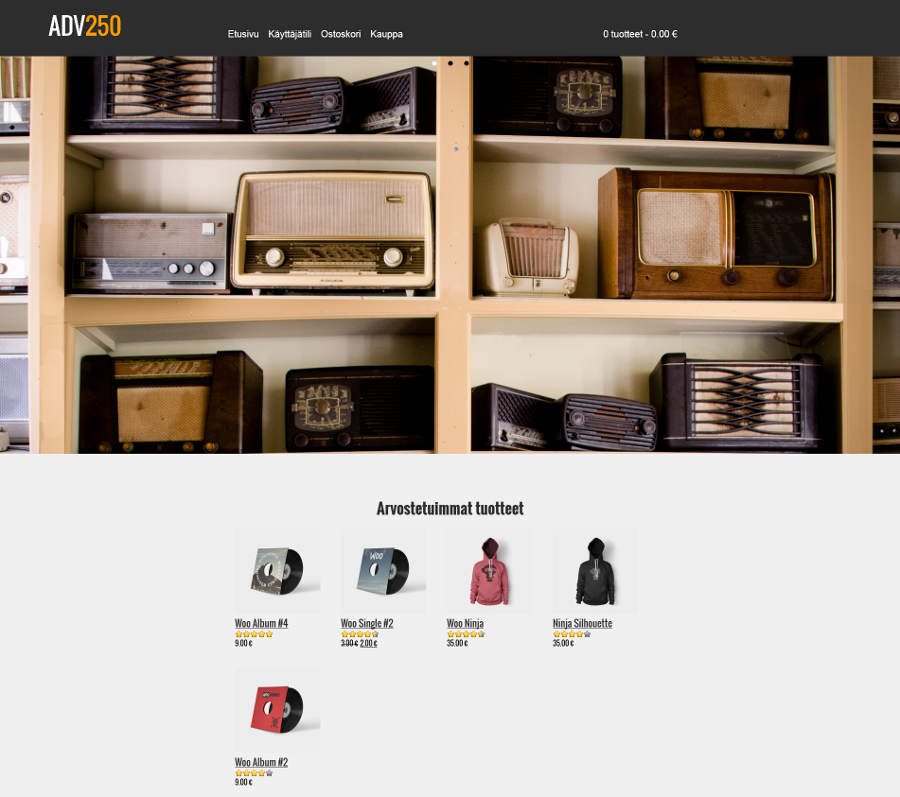 ADV250
Etusivu Käyttäjätili Ostoskori Kauppa
0 tuotteet - 0.00 €
Arvostetuimmat tuotteet
WOO
Woo Album #4
9.00 €
Woo Single #2
3.00 € 2.00 €
Woo Ninja
35.00 €
Ninja Silhouette
35.00 €
Woo Album #2
9.00 €